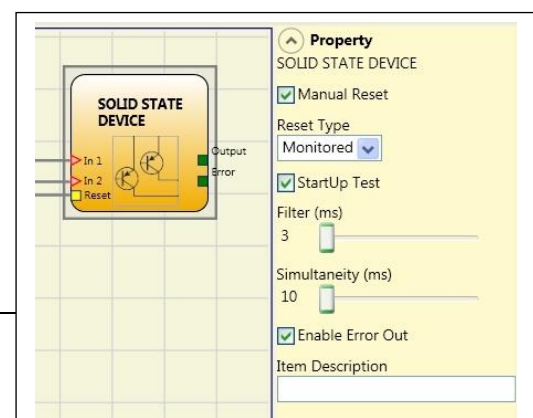 SOLID STATE
DEVICE
In 1
In 2
Reset
Output
Error
Property
SOLID STATE DEVICE
Manual Reset
Reset Type
Monitored
StartUp Test
Filter (ms)
3
Simultaneity (ms)
10
Enable Error Out
Item Description